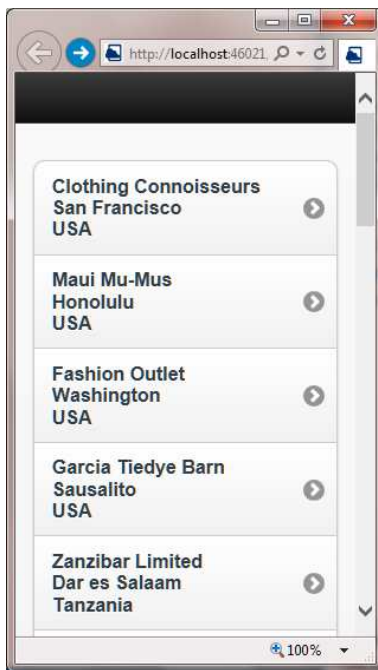 http://localhost:46021
Clothing Connoisseurs
San Francisco
USA
Maui Mu-Mus
Honolulu
USA
Fashion Outlet
Washington
USA
Garcia Tiedye Barn
Sausalito
USA
Zanzibar Limited
Dar es Salaam
Tanzania
100%